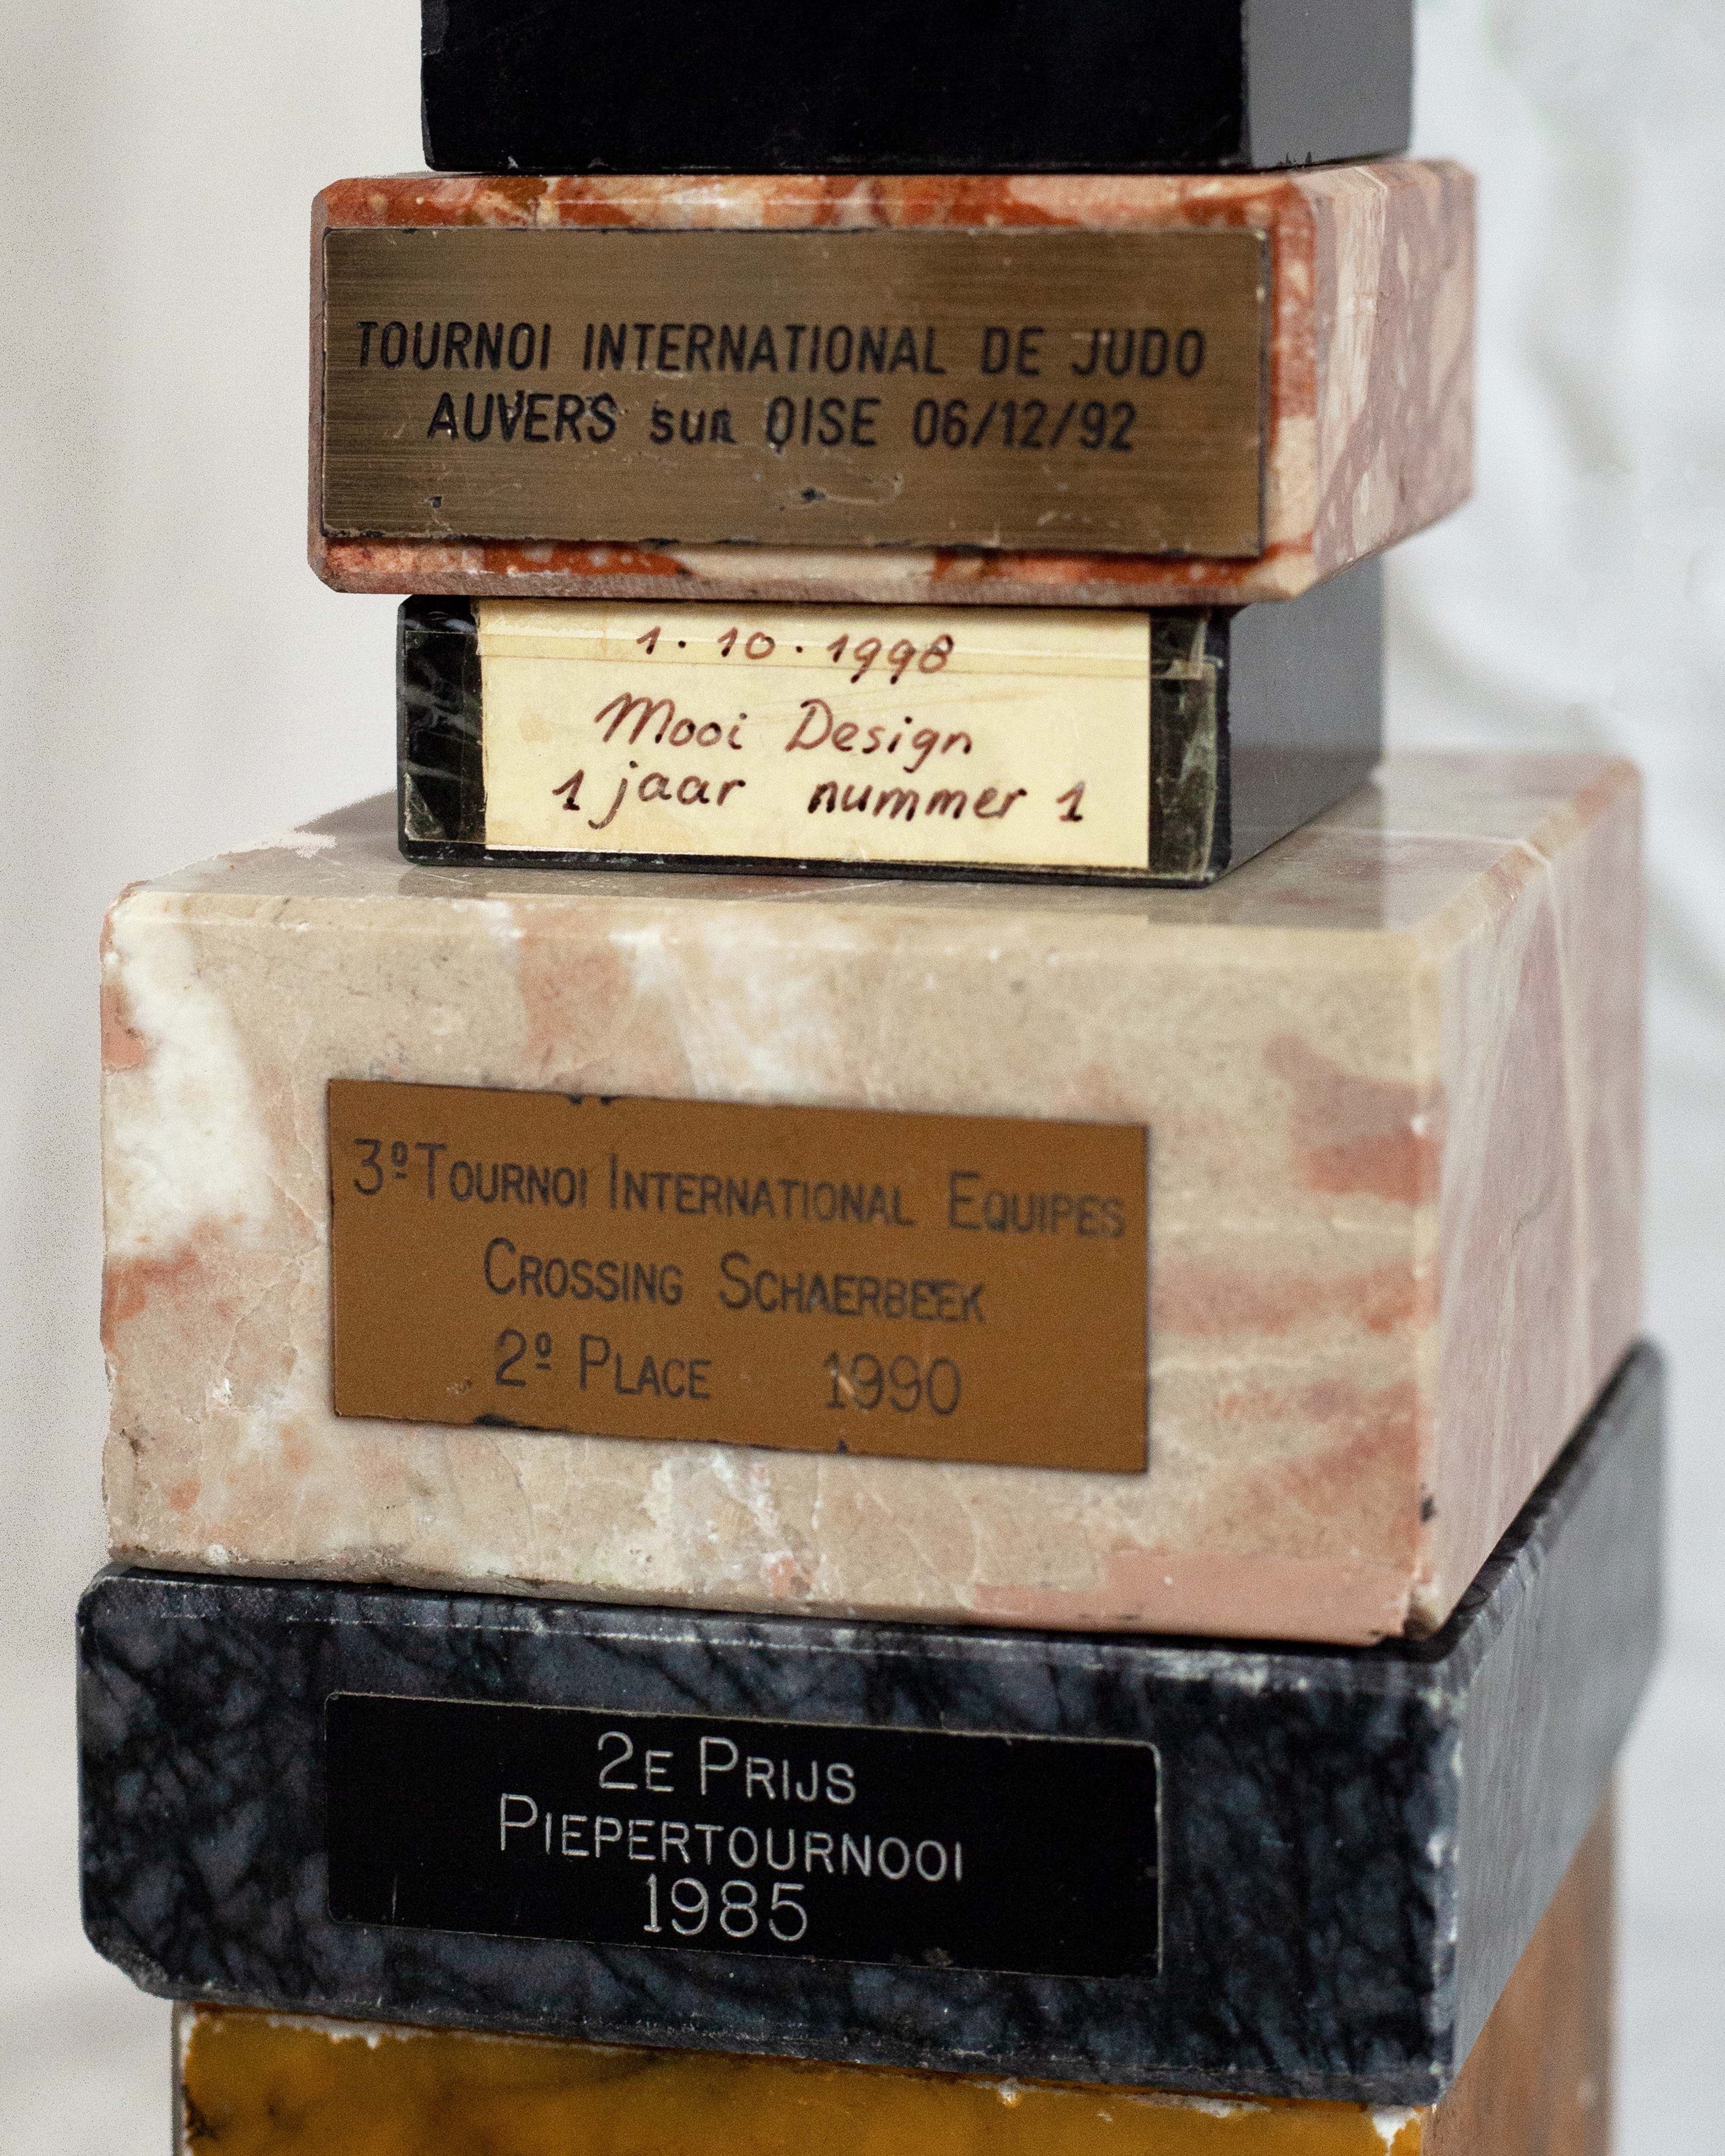 TOURNOI INTERNATIONAL DE JUDO
AUVERS sur OISE 06/12/92
1.10.1998
Mooi Design
1 jaar nummer 1
3º TOURNOI INTERNATIONAL EQUIPES
CROSSING SCHAERBEEK
2º PLACE 1990
2E PRIJS
PIEPERTOURNOOI
1985